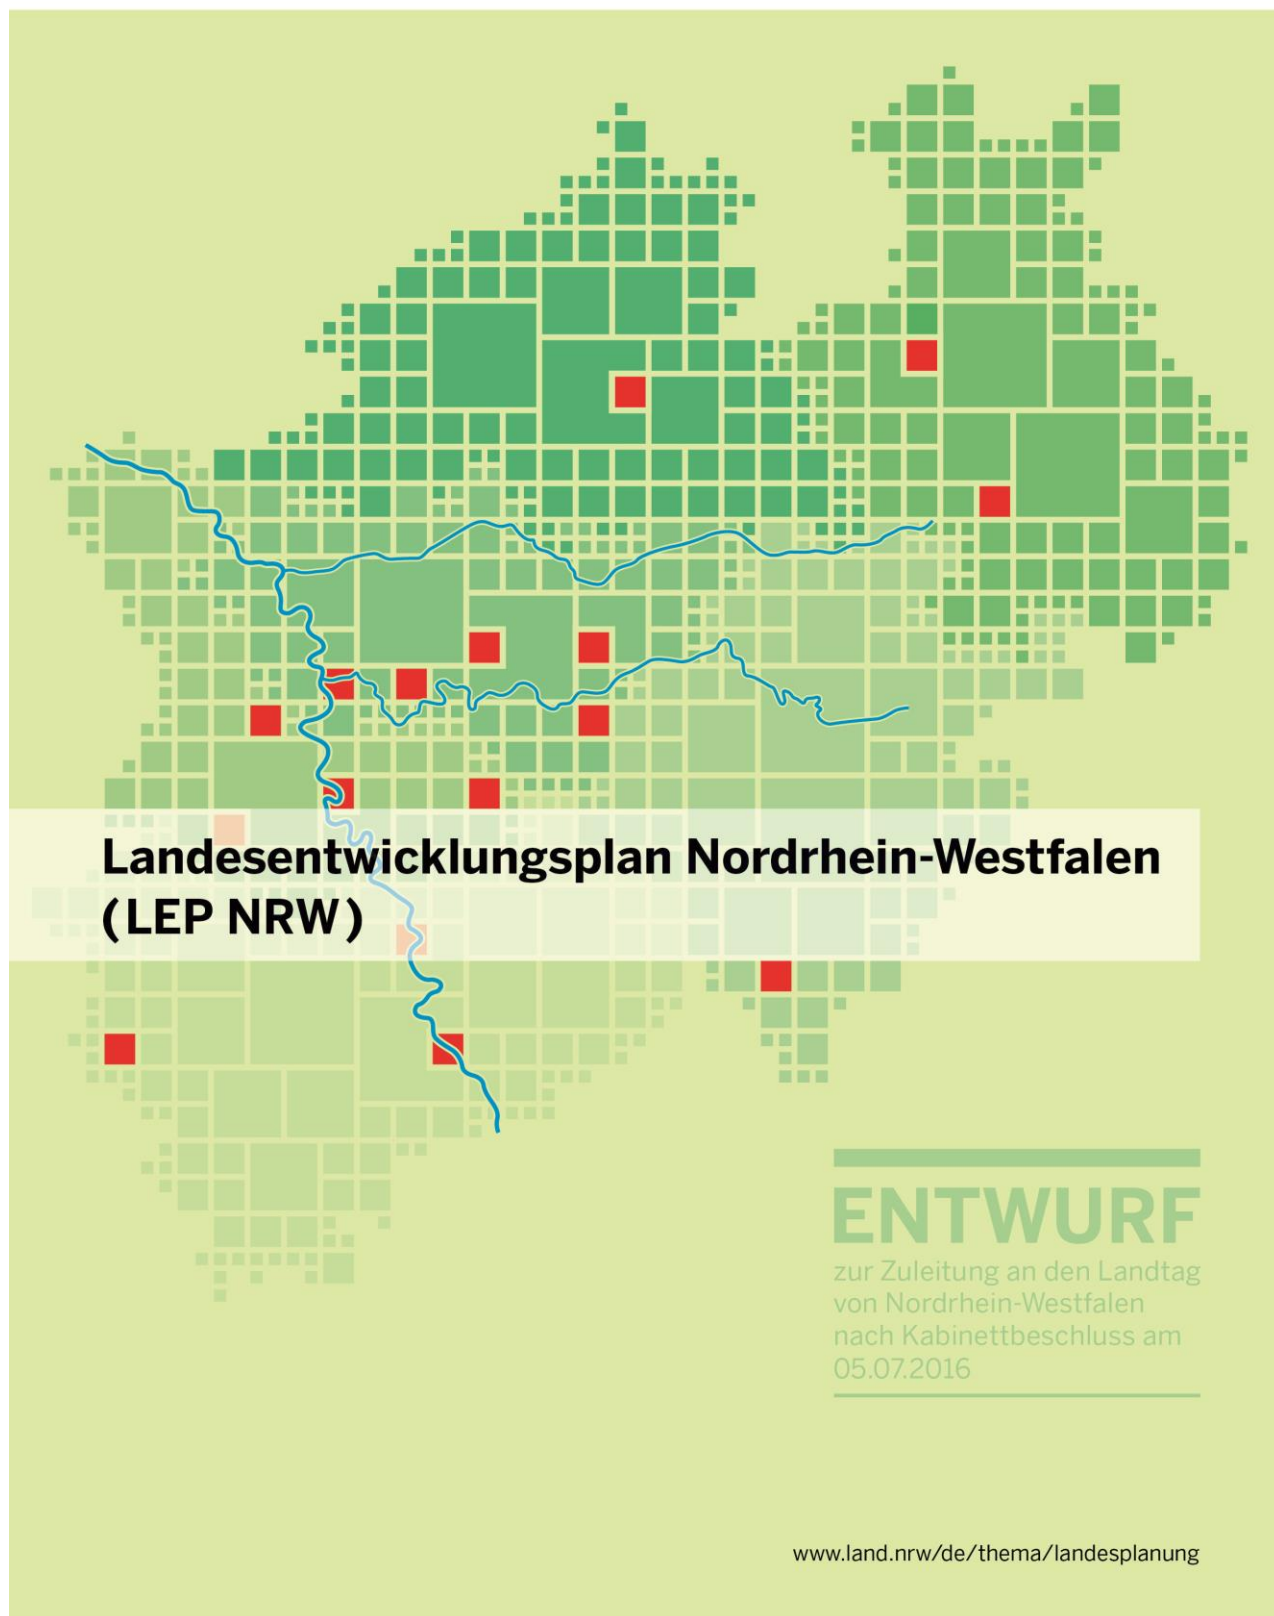 Landesentwicklungsplan Nordrhein-Westfalen
(LEP NRW)
ENTWURF
zur Zuleitung an den Landtag
von Nordrhein-Westfalen
nach Kabinettbeschluss am
05.07.2016
www.land.nrw/de/thema/landesplanung